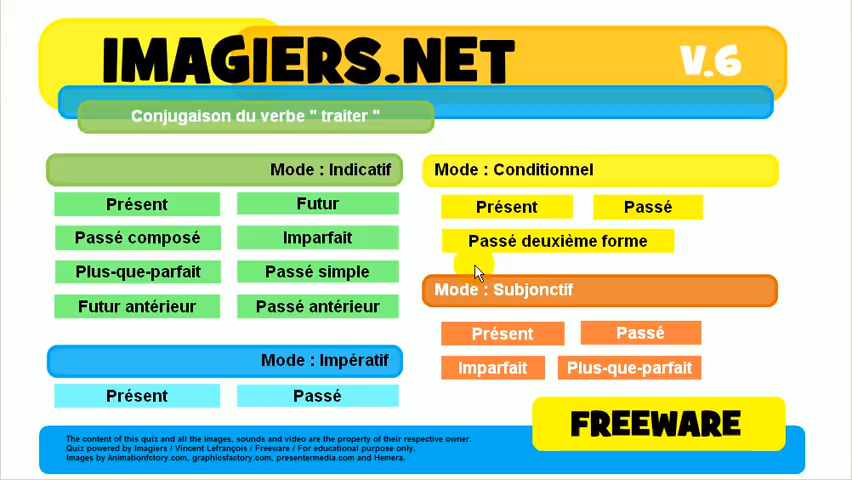 IMAGIERS.NET
V.6
Conjugaison du verbe " traiter "
Mode : Indicatif
Présent
Futur
Passé composé
Imparfait
Plus-que-parfait
Passé simple
Futur antérieur
Passé antérieur
Mode : Impératif
Présent
Passé
Mode : Conditionnel
Présent
Passé
Passé deuxième forme
Mode : Subjonctif
Présent
Passé
Imparfait
Plus-que-parfait
FREEWARE
The content of this quiz and all the images, sounds and video are the property of their respective owner.
Quiz powered by Imagiers / Vincent Lefrançois / Freeware / For educational purpose only.
Images by Animationfctory.com, graphicsfactory.com, presentermedia.com and Hemera.